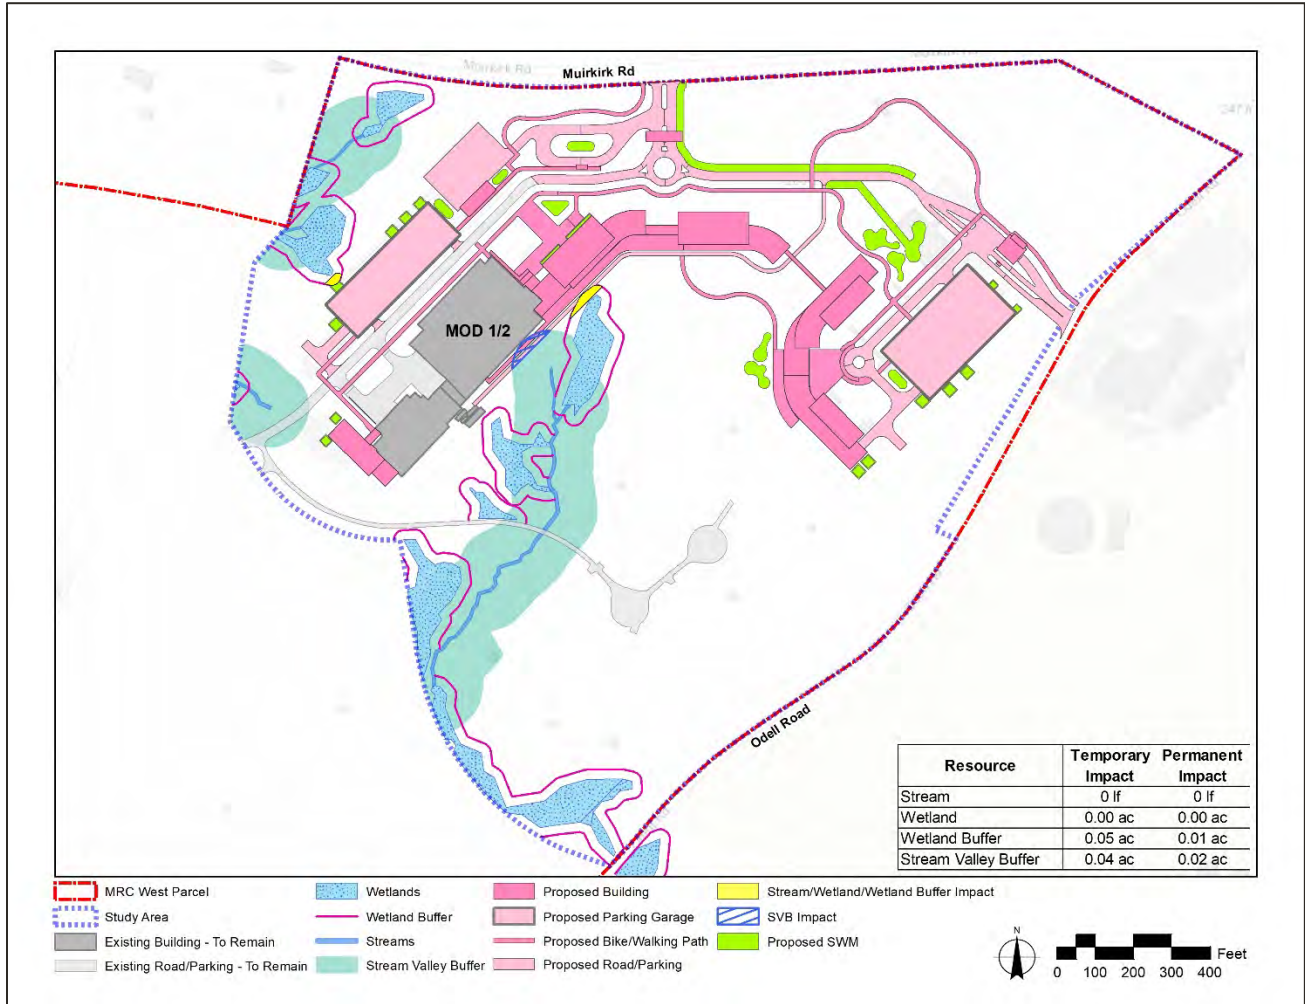 Muirkirk Rd
Muirkirk Rd
Muirkirk Rd
MOD 1/2
Odell Road
Resource Temporary Impact Permanent Impact
Stream 0 lf 0 lf
Wetland 0.00 ac 0.00 ac
Wetland Buffer 0.05 ac 0.01 ac
Stream Valley Buffer 0.04 ac 0.02 ac
MRC West Parcel
Study Area
Existing Building - To Remain
Existing Road/Parking - To Remain
Wetlands
Wetland Buffer
Streams
Stream Valley Buffer
Proposed Building
Proposed Parking Garage
Proposed Bike/Walking Path
Proposed Road/Parking
Stream/Wetland/Wetland Buffer Impact
SVB Impact
Proposed SWM
N
0 100 200 300 400 Feet